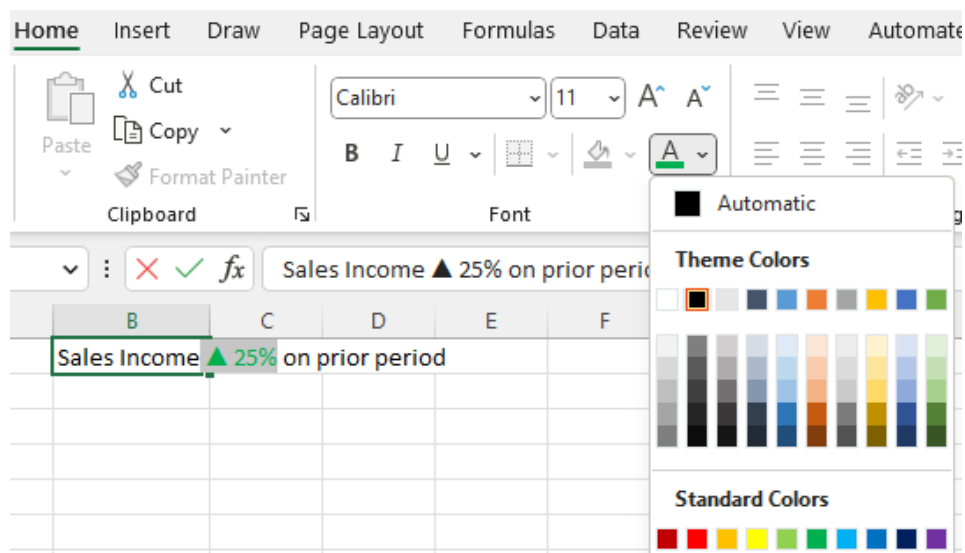 Home Insert Draw Page Layout Formulas Data Review View Automate
Cut
Calibri 11 A A
Copy
Paste
B I U A
Format Painter
Clipboard Font
Automatic
fx Sales Income ▲ 25% on prior perio
Theme Colors
B C D E F
Sales Income ▲ 25% on prior period
Standard Colors